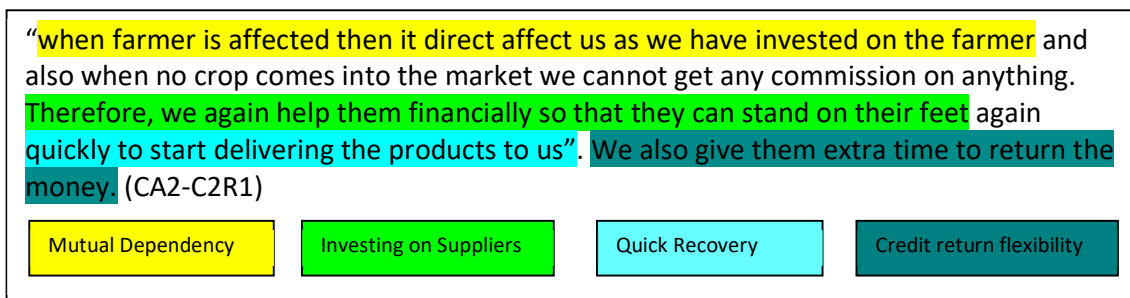 “when farmer is affected then it direct affect us as we have invested on the farmer and
also when no crop comes into the market we cannot get any commission on anything.
Therefore, we again help them financially so that they can stand on their feet again
quickly to start delivering the products to us”. We also give them extra time to return the
money. (CA2-C2R1)
Mutual Dependency
Investing on Suppliers
Quick Recovery
Credit return flexibility